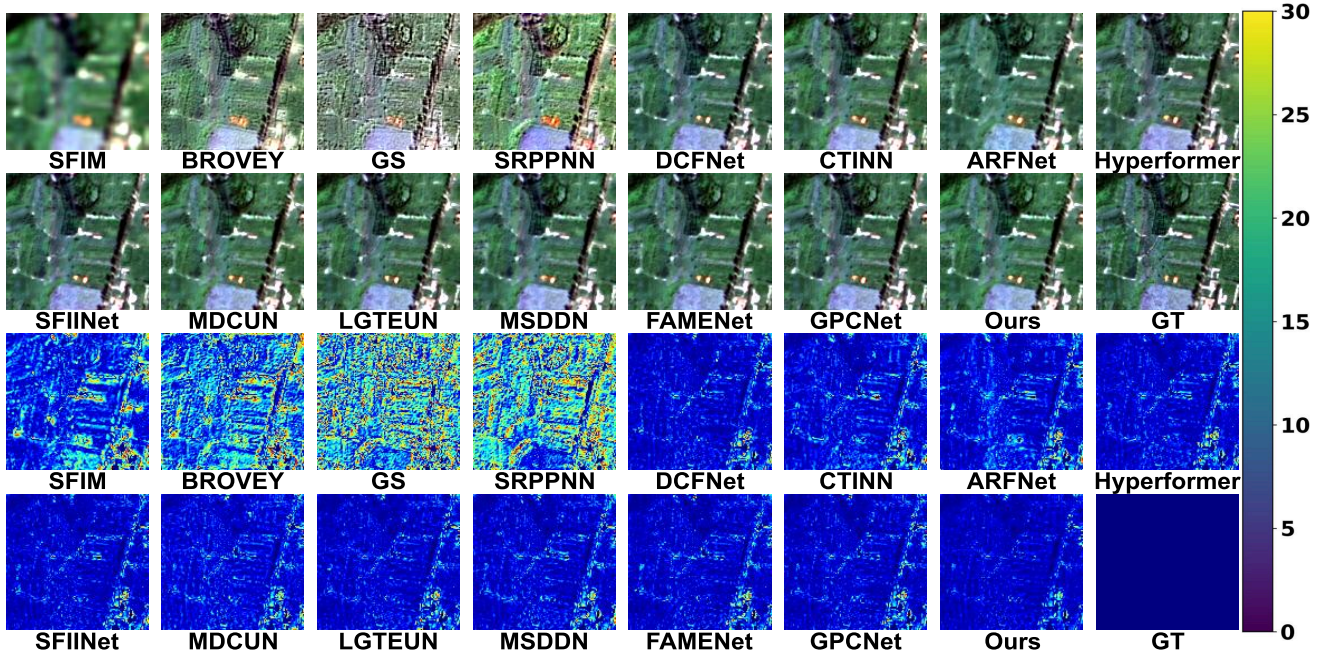 SFIM BROVEY GS SRPPNN DCFNet CTINN ARFNet Hyperformer
SFIINet MDCUN LGTEUN MSDDN FAMENet GPCNet Ours GT
SFIM BROVEY GS SRPPNN DCFNet CTINN ARFNet Hyperformer
SFIINet MDCUN LGTEUN MSDDN FAMENet GPCNet Ours GT
30
25
20
15
10
5
0